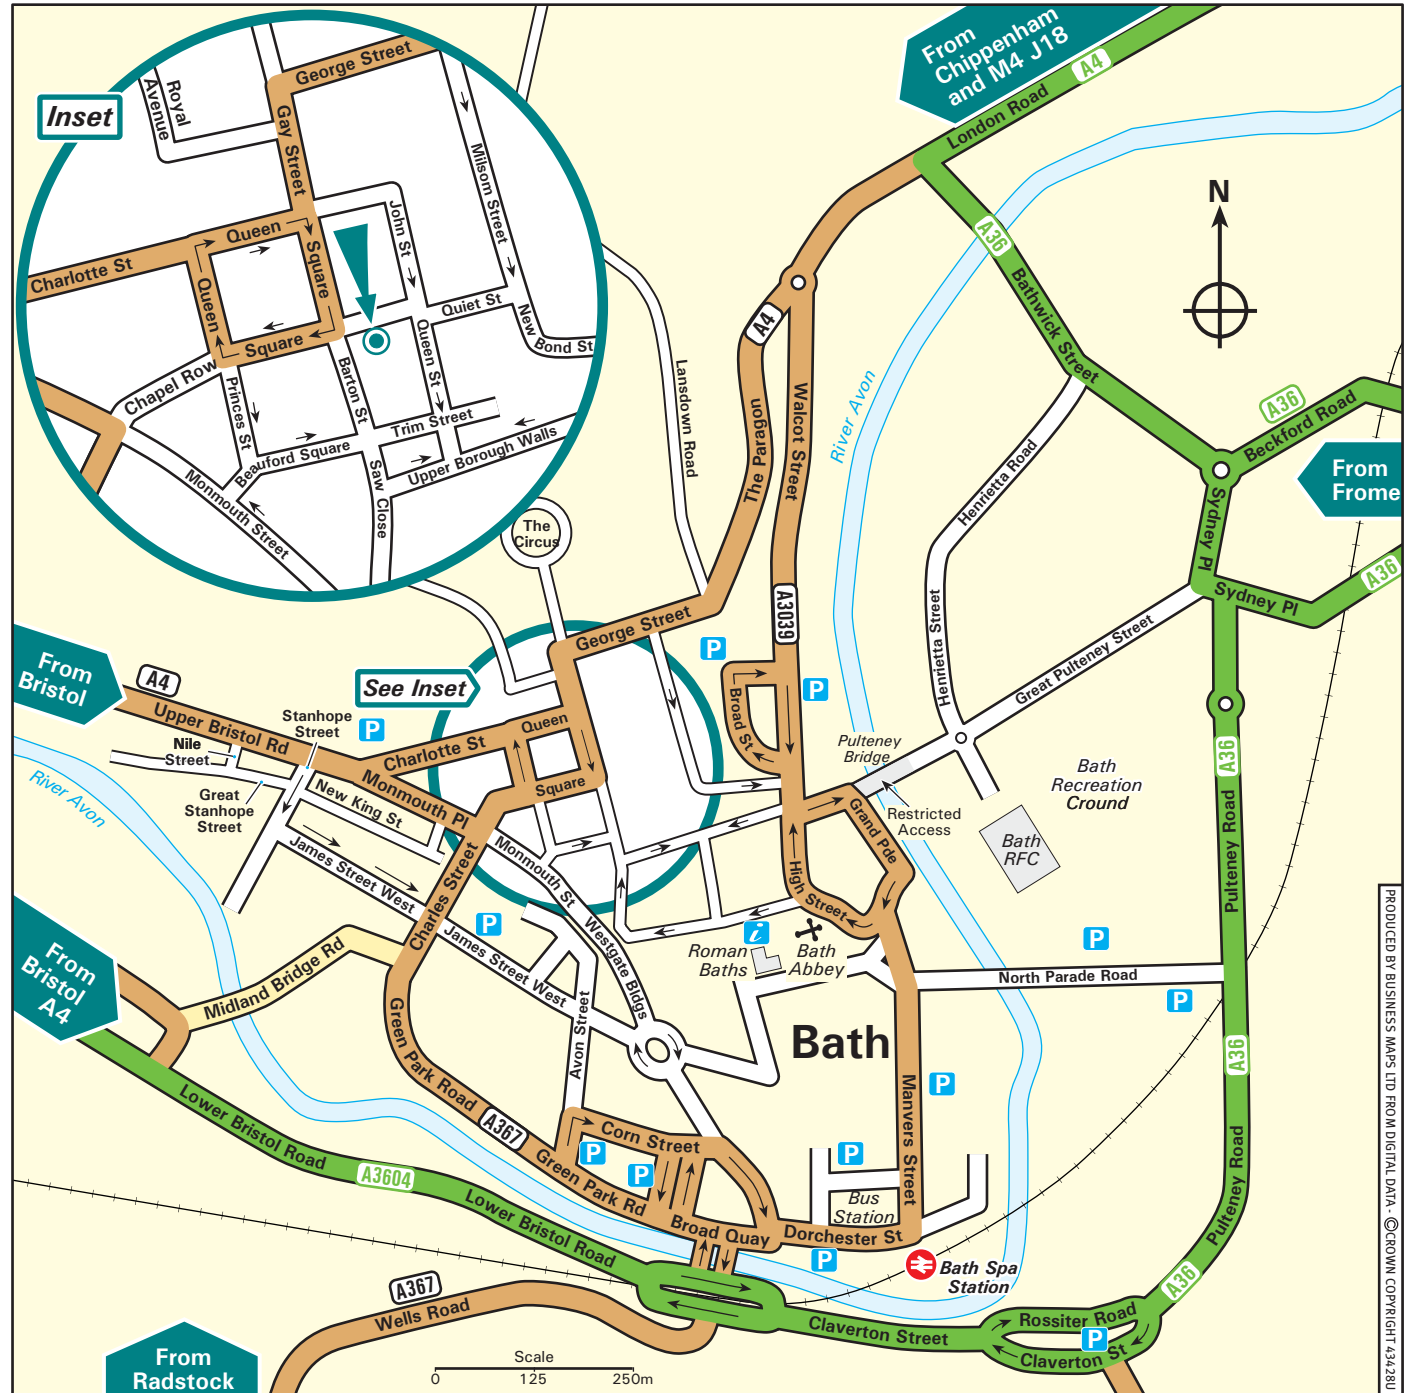 From
Chippenham
and M4 J18
A4
London Road
Inset
Royal
Avenue
George Street
Gay Street
Milsom Street
John St
Queen
Square
Charlotte St
Queen
Square
Quiet St
New
Bond St
Chapel Row
Princes St
Barton St
Queen St
Trim Street
Beauford Square
Upper Borough Walls
Monmouth Street
Saw Close
N
A36
Bathwick Street
A4
The Paragon
Walcot Street
Lansdown Road
River Avon
A36
Beckford Road
From
Frome
Henrietta Road
Sydney Pl
Sydney Pl
A36
The
Circus
A3039
George Street
Henrietta Street
Great Pulteney Street
P
P
From
Bristol
A4
See Inset
Upper Bristol Rd
Stanhope
Street
P
Nile
Street
Charlotte St
Queen
Square
Broad St
Pulteney
Bridge
Bath
Recreation
Cround
A36
River Avon
Great
Stanhope
Street
New King St
Monmouth Pl
Restricted
Access
Grand Pde
Bath
RFC
Pulteney Road
James Street West
Charles Street
Monmouth St
High Street
P
James Street West
Westgate Bldgs
i
Roman
Baths
Bath
Abbey
P
North Parade Road
P
From
Bristol
A4
Midland Bridge Rd
Green Park Road
Avon Street
Bath
A36
Manvers Street
P
Lower Bristol Road
A367
Corn Street
P
P
P
Green Park Rd
A3604
Lower Bristol Road
Broad Quay
Bus
Station
Dorchester St
P
Bath Spa
Station
Pulteney Road
A36
A367
Wells Road
Claverton Street
Rossiter Road
P
Claverton St
From
Radstock
Scale
0 125 250m
PRODUCED BY BUSINESS MAPS LTD FROM DIGITAL DATA - ©CROWN COPYRIGHT 43428U